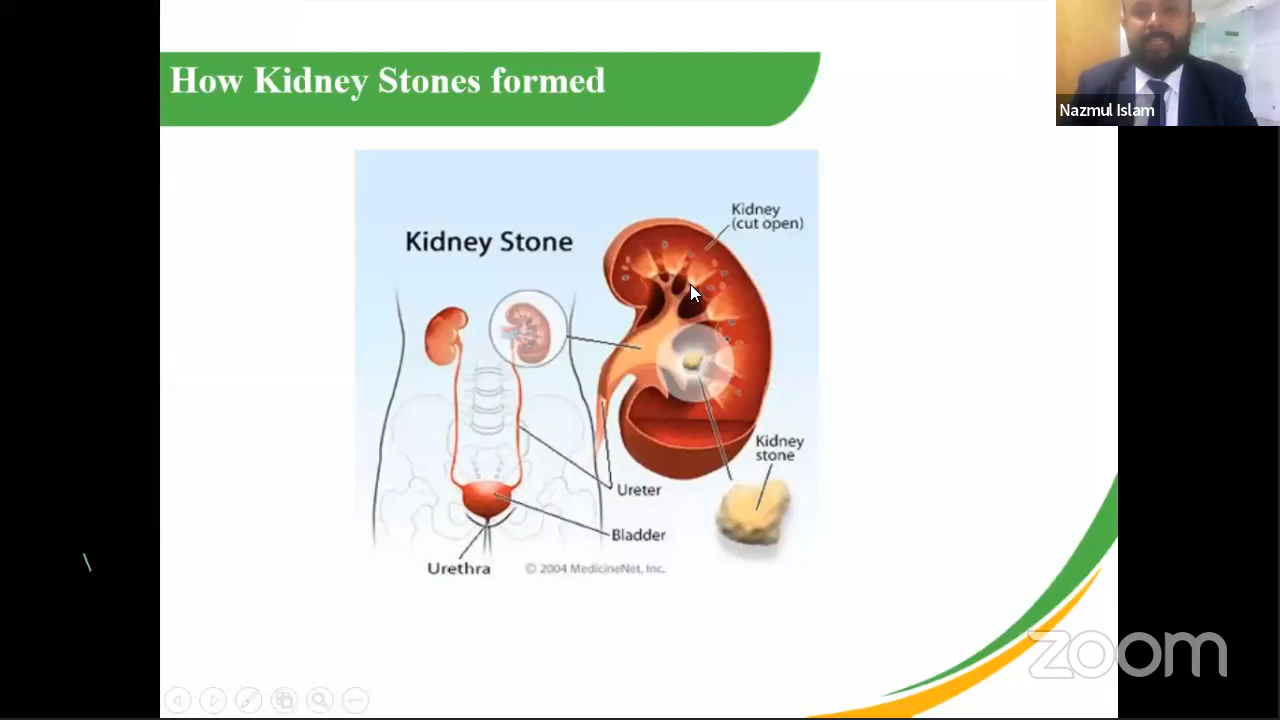 How Kidney Stones formed
Nazmul Islam
Kidney
(cut open)
Kidney Stone
Kidney
stone
Ureter
Bladder
Urethra
© 2004 MedicineNet, Inc.
zoom